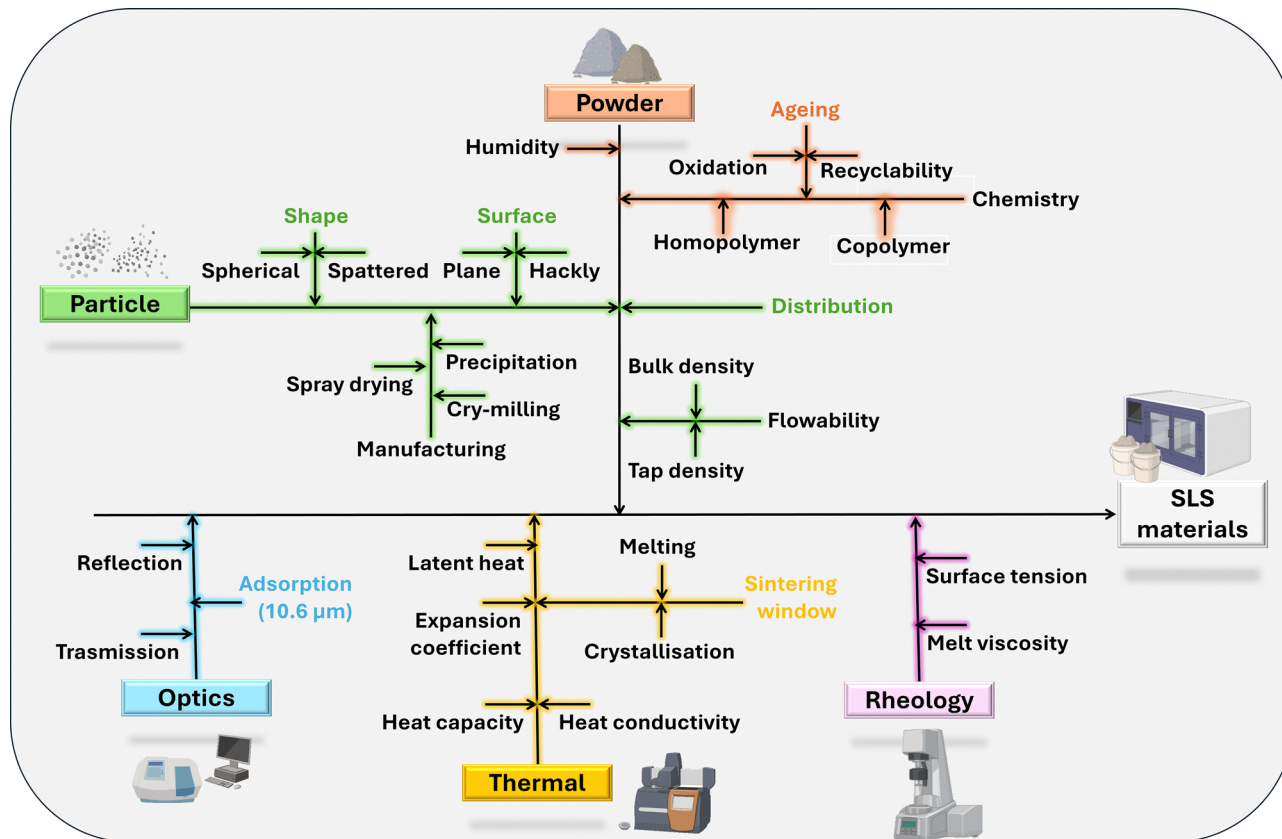 Powder
Ageing
Humidity
Oxidation
Recyclability
Chemistry
Homopolymer
Copolymer
Shape
Surface
Spherical
Spattered
Plane
Hackly
Particle
Distribution
Precipitation
Spray drying
Cry-milling
Manufacturing
Bulk density
Flowability
Tap density
SLS
materials
Reflection
Adsorption
(10.6 µm)
Trasmission
Optics
Latent heat
Melting
Sintering
window
Expansion
coefficient
Crystallisation
Heat capacity
Heat conductivity
Thermal
Surface tension
Melt viscosity
Rheology